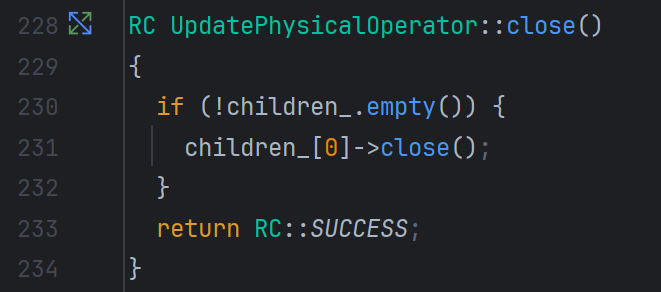 228 RC UpdatePhysicalOperator::close()
229 {
230   if (!children_.empty()) {
231     children_[0]->close();
232   }
233   return RC::SUCCESS;
234 }